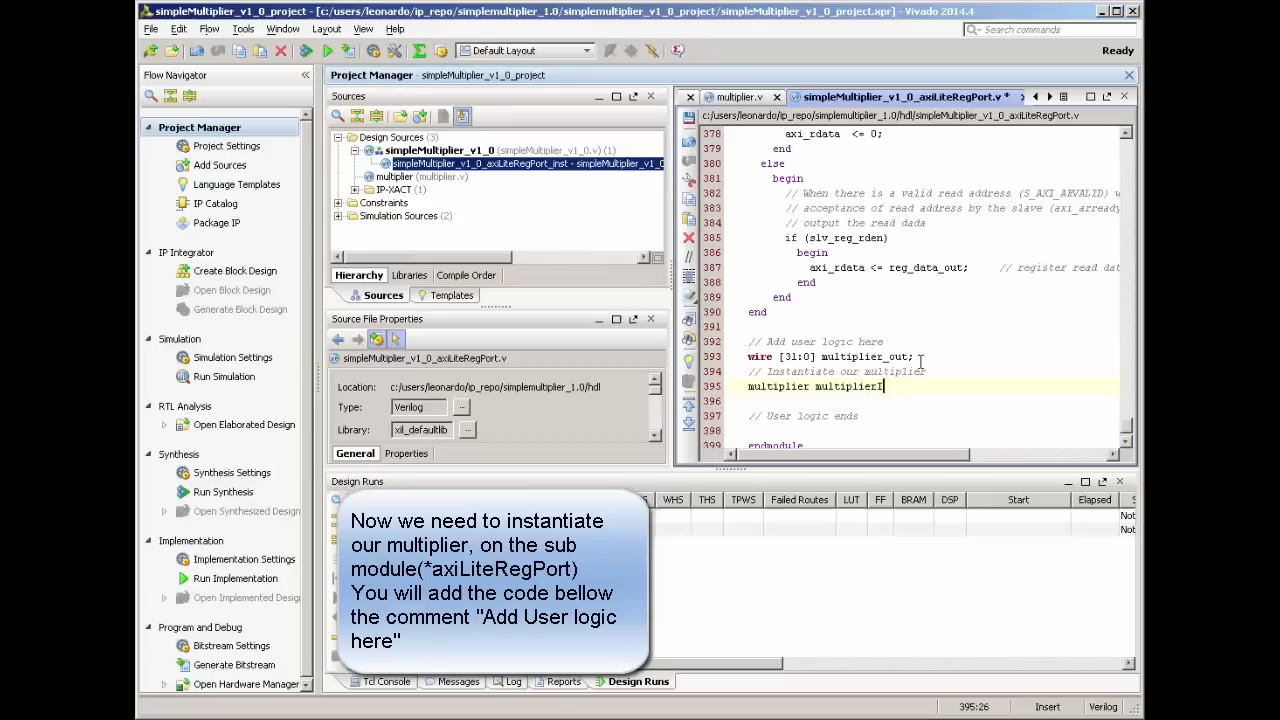 simpleMultiplier_v1_0_project - [c:/users/leonardo/ip_repo/simplemultiplier_1.0/simplemultiplier_v1_0_project/simpleMultiplier_v1_0_project.xpr] - Vivado 2014.4
File Edit Flow Tools Window Layout View Help
Search commands
Default Layout
Ready
Flow Navigator
Project Manager
Project Settings
Add Sources
Language Templates
IP Catalog
Package IP
IP Integrator
Create Block Design
Open Block Design
Generate Block Design
Simulation
Simulation Settings
Run Simulation
RTL Analysis
Open Elaborated Design
Synthesis
Synthesis Settings
Run Synthesis
Open Synthesized Design
Implementation
Implementation Settings
Run Implementation
Open Implemented Desig
Program and Debug
Bitstream Settings
Generate Bitstream
Open Hardware Manager
Project Manager - simpleMultiplier_v1_0_project
Sources
Design Sources (3)
simpleMultiplier_v1_0 (simpleMultiplier_v1_0.v) (1)
simpleMultiplier_v1_0_axiLiteRegPort_inst - simpleMultiplier_v1_0
multiplier (multiplier.v)
IP-XACT (1)
Constraints
Simulation Sources (2)
Hierarchy Libraries Compile Order
Sources Templates
Source File Properties
simpleMultiplier_v1_0_axiLiteRegPort.v
Location: c:/users/leonardo/ip_repo/simplemultiplier_1.0/hdl
Type: Verilog ...
Library: xil_defaultlib ...
General Properties
multiplier.v simpleMultiplier_v1_0_axiLiteRegPort.v *
c:/users/leonardo/ip_repo/simplemultiplier_1.0/hdl/simpleMultiplier_v1_0_axiLiteRegPort.v
378 axi_rdata <= 0;
379 end
380 else
381 begin
382 // When there is a valid read address (S_AXI_ARVALID) w
383 // acceptance of read address by the slave (axi_arready
384 // output the read dada
385 if (slv_reg_rden)
386 begin
387 axi_rdata <= reg_data_out; // register read dat
388 end
389 end
390 end
391
392 // Add user logic here
393 wire [31:0] multiplier_out;
394 // Instantiate our multiplier
395 multiplier multiplierI
396
397 // User logic ends
398
399 endmodule
Design Runs
WHS THS TPWS Failed Routes LUT FF BRAM DSP Start Elapsed S
Not
Not
Now we need to instantiate
our multiplier, on the sub
module(*axiLiteRegPort)
You will add the code bellow
the comment "Add User logic
here"
Tcl Console Messages Log Reports Design Runs
395:26 Insert Verilog